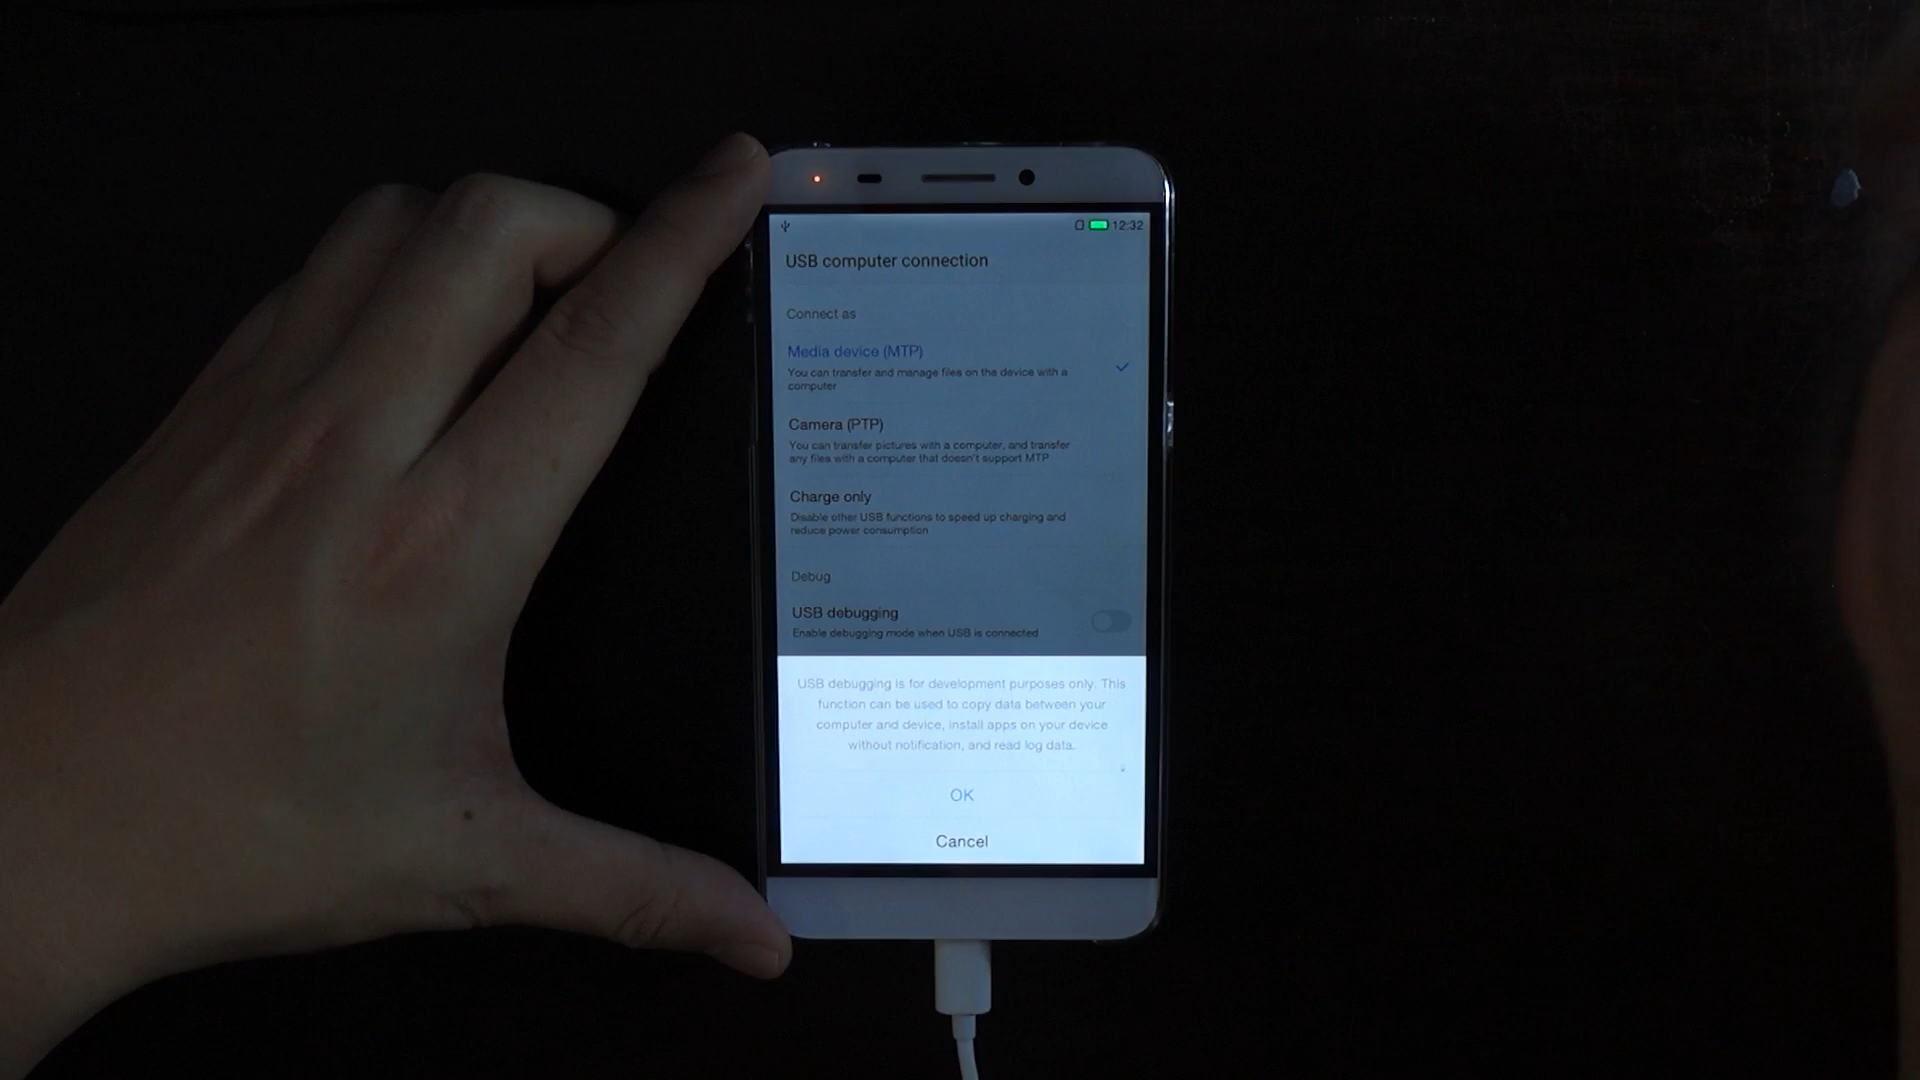 12:32
USB computer connection
Connect as
Media device (MTP)
You can transfer and manage files on the device with a
computer
Camera (PTP)
You can transfer pictures with a computer, and transfer
any files with a computer that doesn't support MTP
Charge only
Disable other USB functions to speed up charging and
reduce power consumption
Debug
USB debugging
Enable debugging mode when USB is connected
USB debugging is for development purposes only. This
function can be used to copy data between your
computer and device, install apps on your device
without notification, and read log data.
OK
Cancel